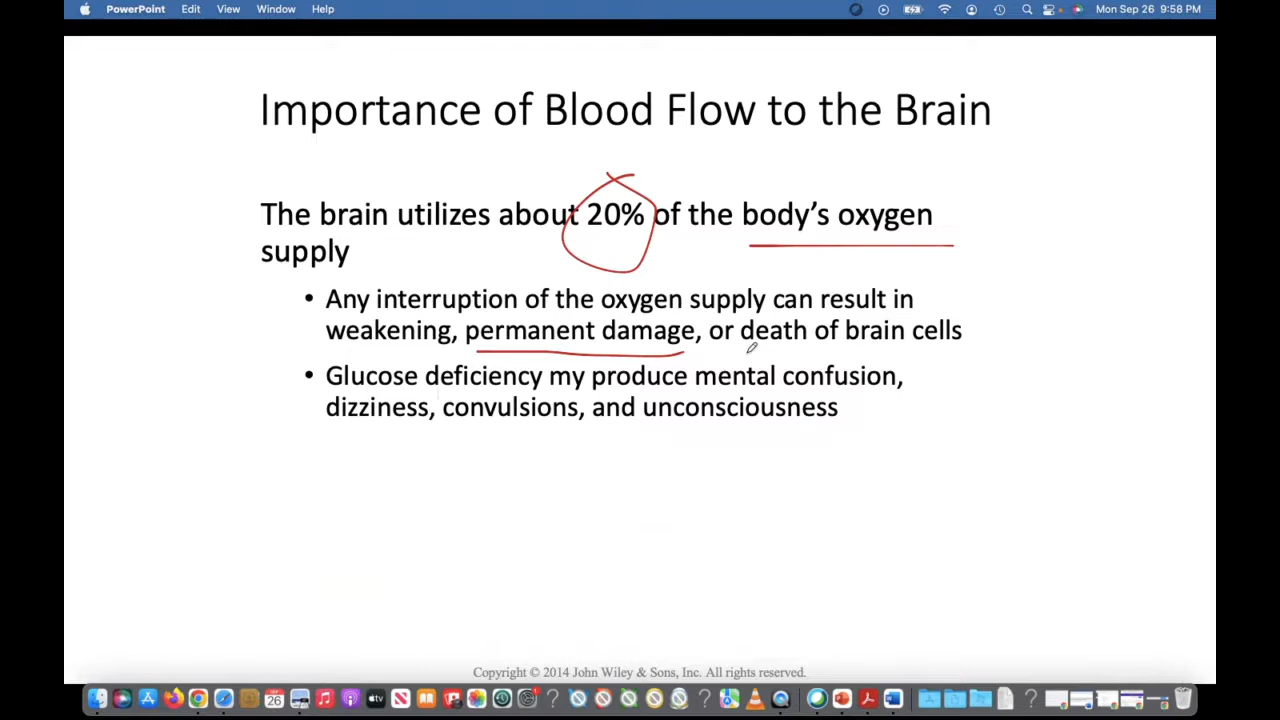 PowerPoint Edit View Window Help Mon Sep 26 9:58 PM
Importance of Blood Flow to the Brain
The brain utilizes about 20% of the body’s oxygen
supply
• Any interruption of the oxygen supply can result in
weakening, permanent damage, or death of brain cells
• Glucose deficiency my produce mental confusion,
dizziness, convulsions, and unconsciousness
Copyright © 2014 John Wiley & Sons, Inc. All rights reserved.